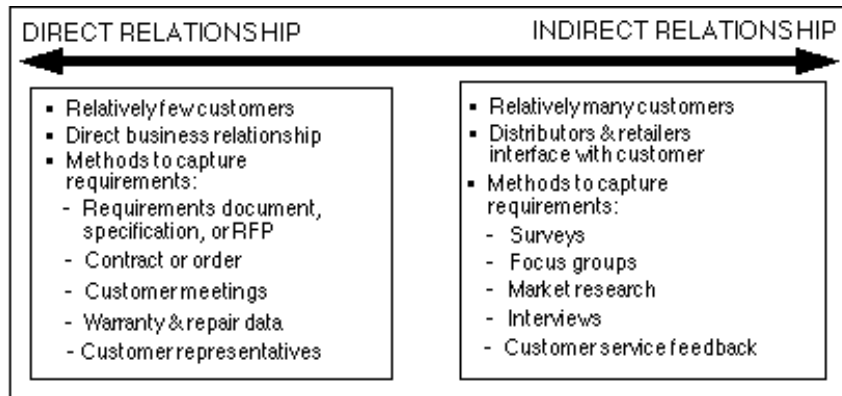 DIRECT RELATIONSHIP
INDIRECT RELATIONSHIP
▪ Relatively few customers
▪ Direct business relationship
▪ Methods to capture
requirements:
- Requirements document,
specification, or RFP
- Contract or order
- Customer meetings
- Warranty & repair data
- Customer representatives
▪ Relatively many customers
▪ Distributors & retailers
interface with customer
▪ Methods to capture
requirements:
- Surveys
- Focus groups
- Market research
- Interviews
- Customer service feedback